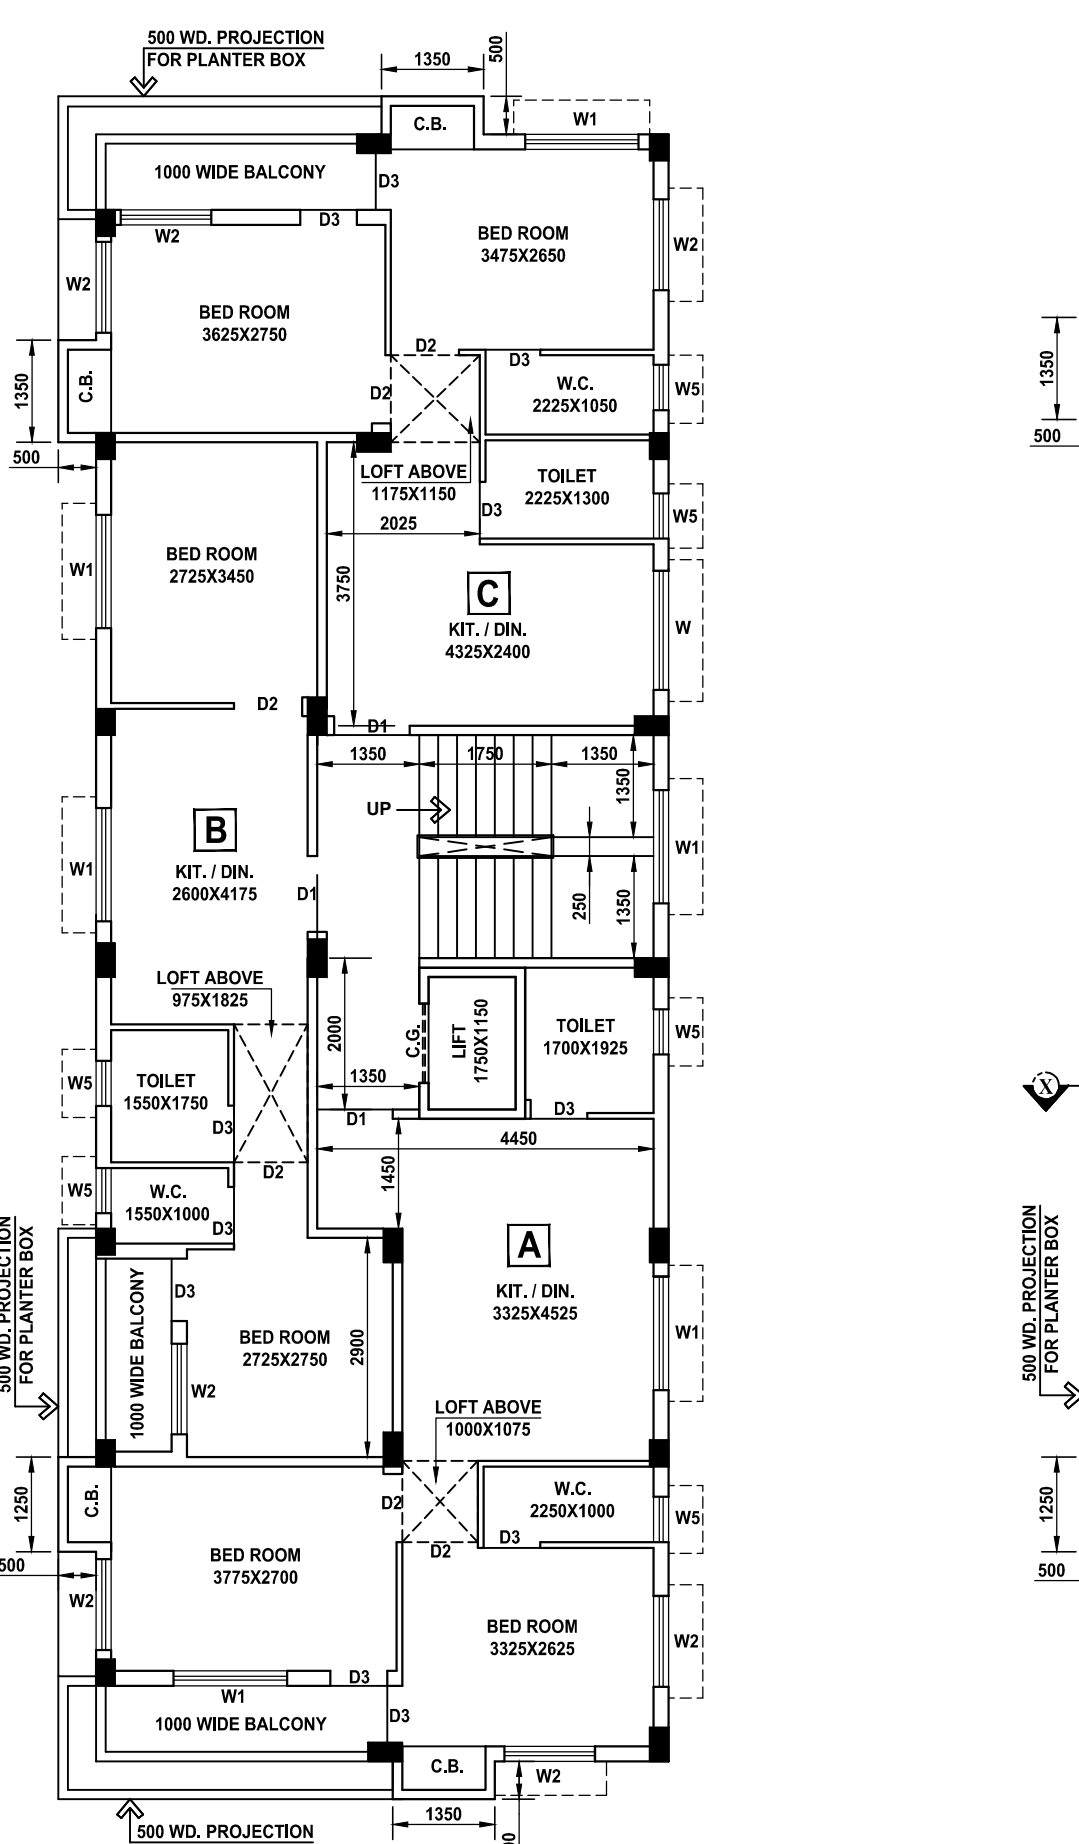 500 WD. PROJECTION
FOR PLANTER BOX
1350
500
C.B.
W1
1000 WIDE BALCONY
D3
D3
W2
BED ROOM
3475X2650
W2
W2
BED ROOM
3625X2750
1350
C.B.
500
D2
D2
D3
W.C.
2225X1050
W5
LOFT ABOVE
1175X1150
TOILET
2225X1300
D3
W5
2025
3750
BED ROOM
2725X3450
W1
C
KIT. / DIN.
4325X2400
W
D2
D1
1350
1750
1350
1350
UP
B
KIT. / DIN.
2600X4175
W1
W1
D1
250
1350
LOFT ABOVE
975X1825
2000
C.G.
LIFT
1750X1150
TOILET
1700X1925
W5
1350
TOILET
1550X1750
W5
D3
D1
D3
4450
1450
D2
W.C.
1550X1000
W5
D3
500 WD. PROJECTION
FOR PLANTER BOX
A
KIT. / DIN.
3325X4525
W1
1000 WIDE BALCONY
D3
BED ROOM
2725X2750
2900
W2
LOFT ABOVE
1000X1075
1250
C.B.
500
D2
D2
W.C.
2250X1000
D3
W5
BED ROOM
3775X2700
W2
BED ROOM
3325X2625
W2
D3
W1
1000 WIDE BALCONY
D3
C.B.
W2
1350
500 WD. PROJECTION
1350
500
X
500 WD. PROJECTION
FOR PLANTER BOX
1250
500